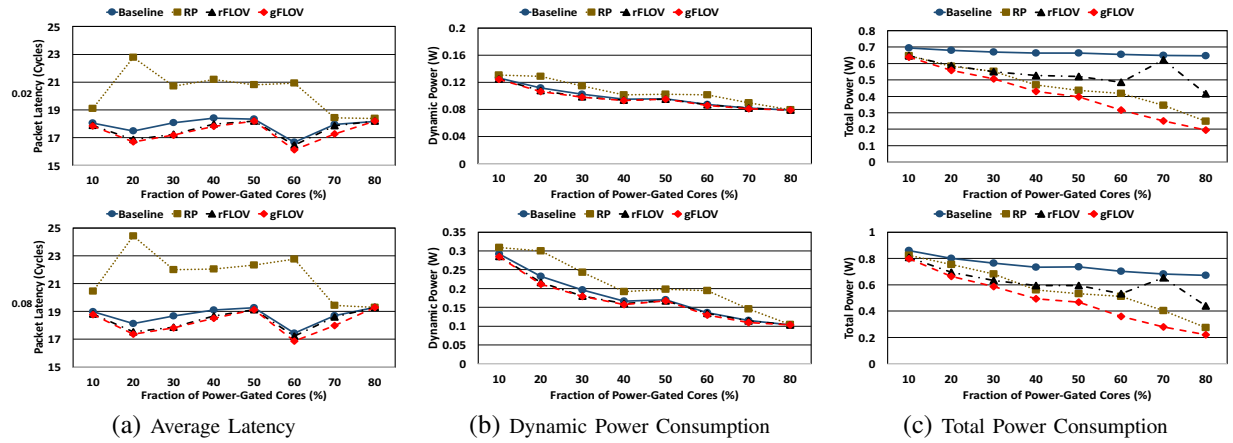 Baseline RP rFLOV gFLOV
25
23
21
19
17
15
Packet Latency (Cycles)
0.02
10 20 30 40 50 60 70 80
Fraction of Power-Gated Cores (%)
Baseline RP rFLOV gFLOV
0.2
0.16
0.12
0.08
0.04
0
Dynamic Power (W)
10 20 30 40 50 60 70 80
Fraction of Power-Gated Cores (%)
Baseline RP rFLOV gFLOV
0.8
0.7
0.6
0.5
0.4
0.3
0.2
0.1
0
Total Power (W)
10 20 30 40 50 60 70 80
Fraction of Power-Gated Cores (%)
Baseline RP rFLOV gFLOV
25
23
21
19
17
15
Packet Latency (Cycles)
0.08
10 20 30 40 50 60 70 80
Fraction of Power-Gated Cores (%)
Baseline RP rFLOV gFLOV
0.35
0.3
0.25
0.2
0.15
0.1
0.05
0
Dynamic Power (W)
10 20 30 40 50 60 70 80
Fraction of Power-Gated Cores (%)
Baseline RP rFLOV gFLOV
1
0.8
0.6
0.4
0.2
0
Total Power (W)
10 20 30 40 50 60 70 80
Fraction of Power-Gated Cores (%)
(a) Average Latency
(b) Dynamic Power Consumption
(c) Total Power Consumption